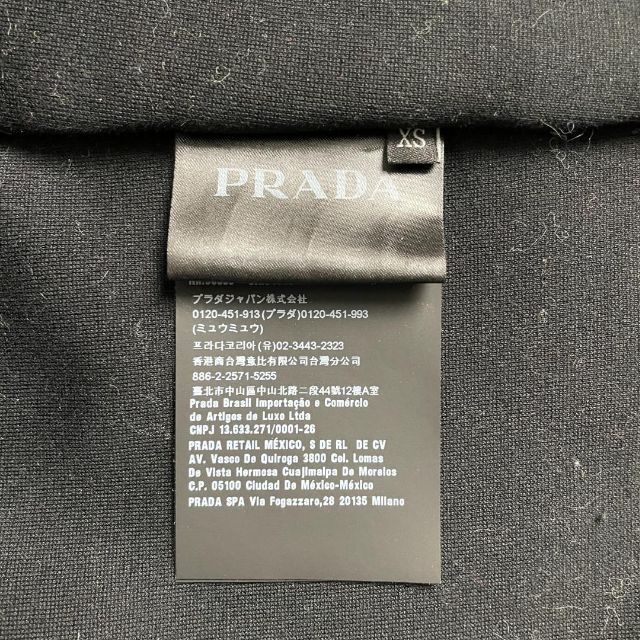 XS
PRADA
プラダジャパン株式会社
0120-451-913(プラダ)0120-451-993
(ミュウミュウ)
프라다코리아(유)02-3443-2323
香港商台灣壹比有限公司台灣分公司
886-2-2571-5255
臺北市中山區中山北路二段44號12樓A室
Prada Brasil Importação e Comércio
de Artigos de Luxo Ltda
CNPJ 13.633.271/0001-26
PRADA RETAIL MÉXICO, S DE RL DE CV
AV. Vasco De Quiroga 3800 Col. Lomas
De Vista Hermosa Cuajimalpa De Morelos
C.P. 05100 Ciudad De México-México
PRADA SPA Via Fogazzaro,28 20135 Milano